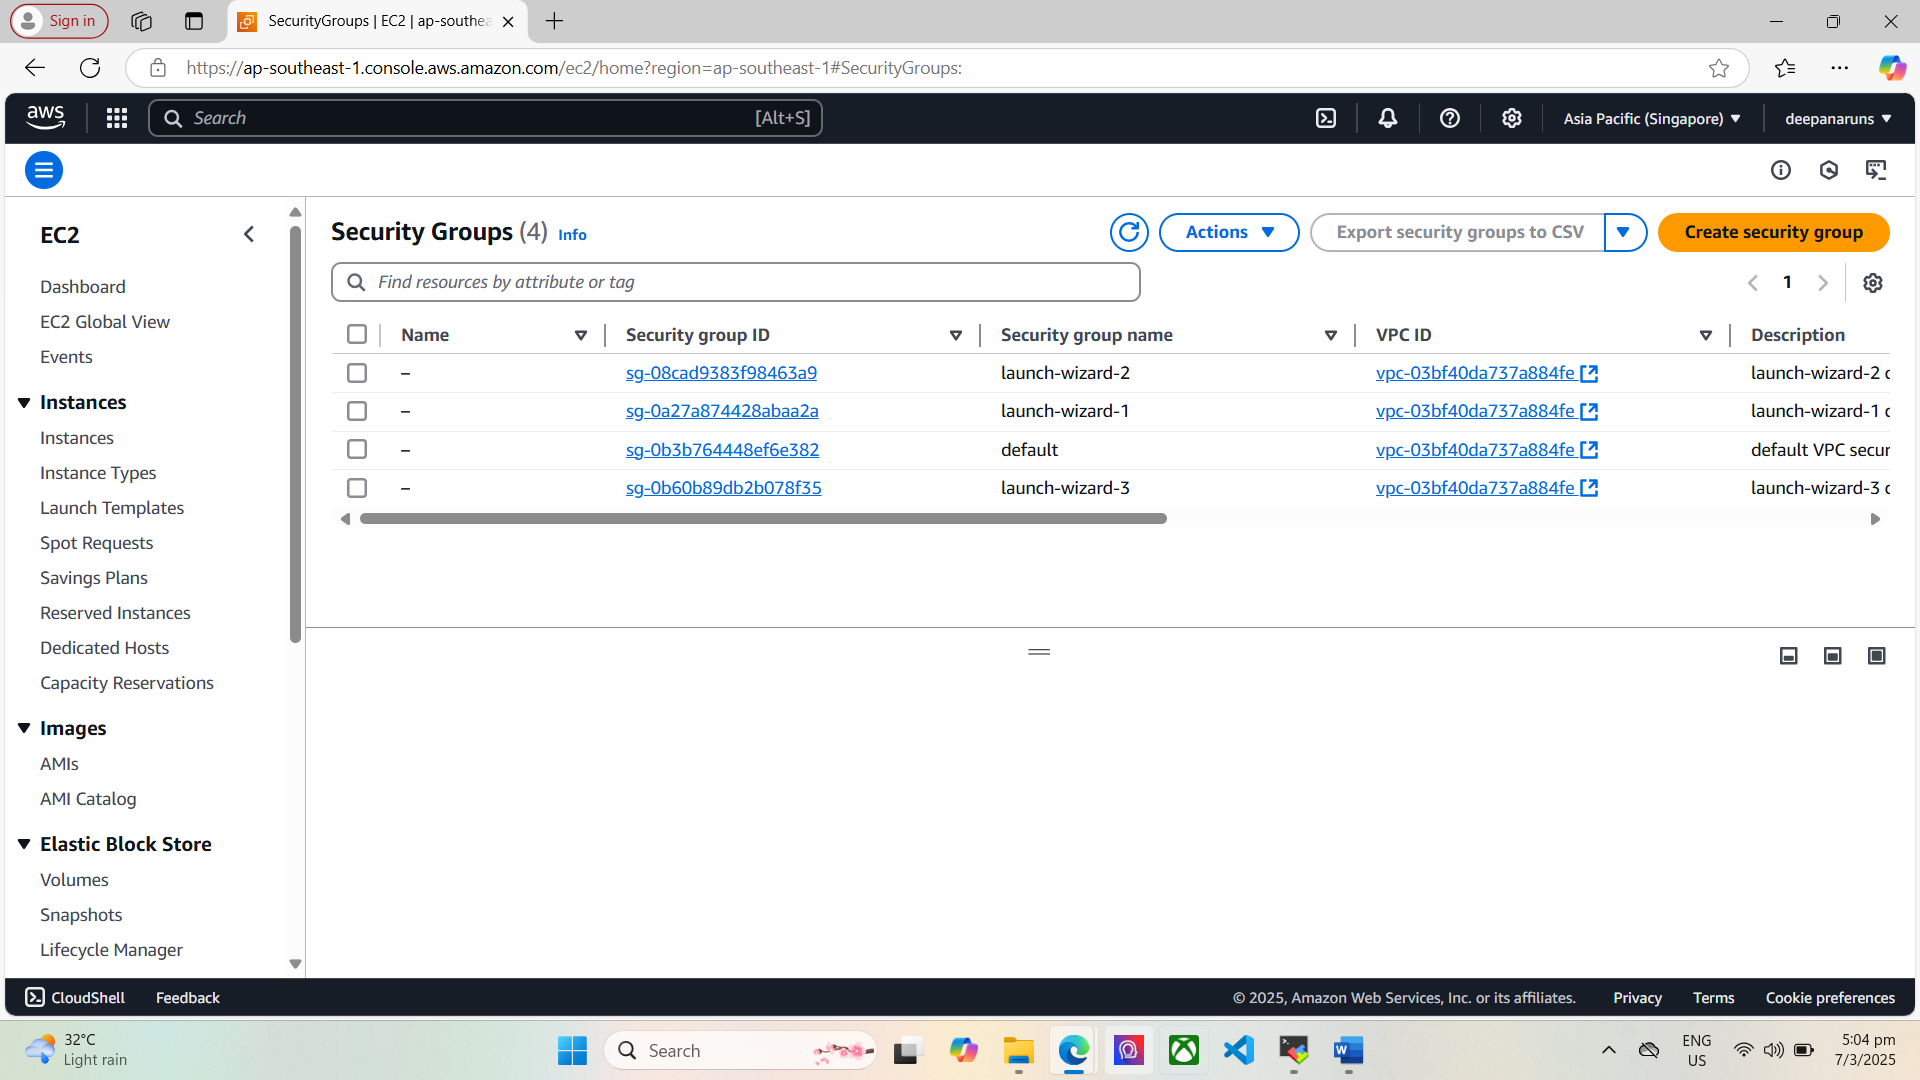 Sign in
SecurityGroups | EC2 | ap-southea
https://ap-southeast-1.console.aws.amazon.com/ec2/home?region=ap-southeast-1#SecurityGroups:
aws
Search [Alt+S]
Asia Pacific (Singapore)
deepanaruns
EC2
Dashboard
EC2 Global View
Events
Instances
Instances
Instance Types
Launch Templates
Spot Requests
Savings Plans
Reserved Instances
Dedicated Hosts
Capacity Reservations
Images
AMIs
AMI Catalog
Elastic Block Store
Volumes
Snapshots
Lifecycle Manager
Security Groups (4) Info
Actions
Export security groups to CSV
Create security group
Find resources by attribute or tag
1
Name Security group ID Security group name VPC ID Description
– sg-08cad9383f98463a9 launch-wizard-2 vpc-03bf40da737a884fe launch-wizard-2 c
– sg-0a27a874428abaa2a launch-wizard-1 vpc-03bf40da737a884fe launch-wizard-1 c
– sg-0b3b764448ef6e382 default vpc-03bf40da737a884fe default VPC secur
– sg-0b60b89db2b078f35 launch-wizard-3 vpc-03bf40da737a884fe launch-wizard-3 c
CloudShell Feedback
© 2025, Amazon Web Services, Inc. or its affiliates. Privacy Terms Cookie preferences
32°C
Light rain
Search
ENG
US
5:04 pm
7/3/2025